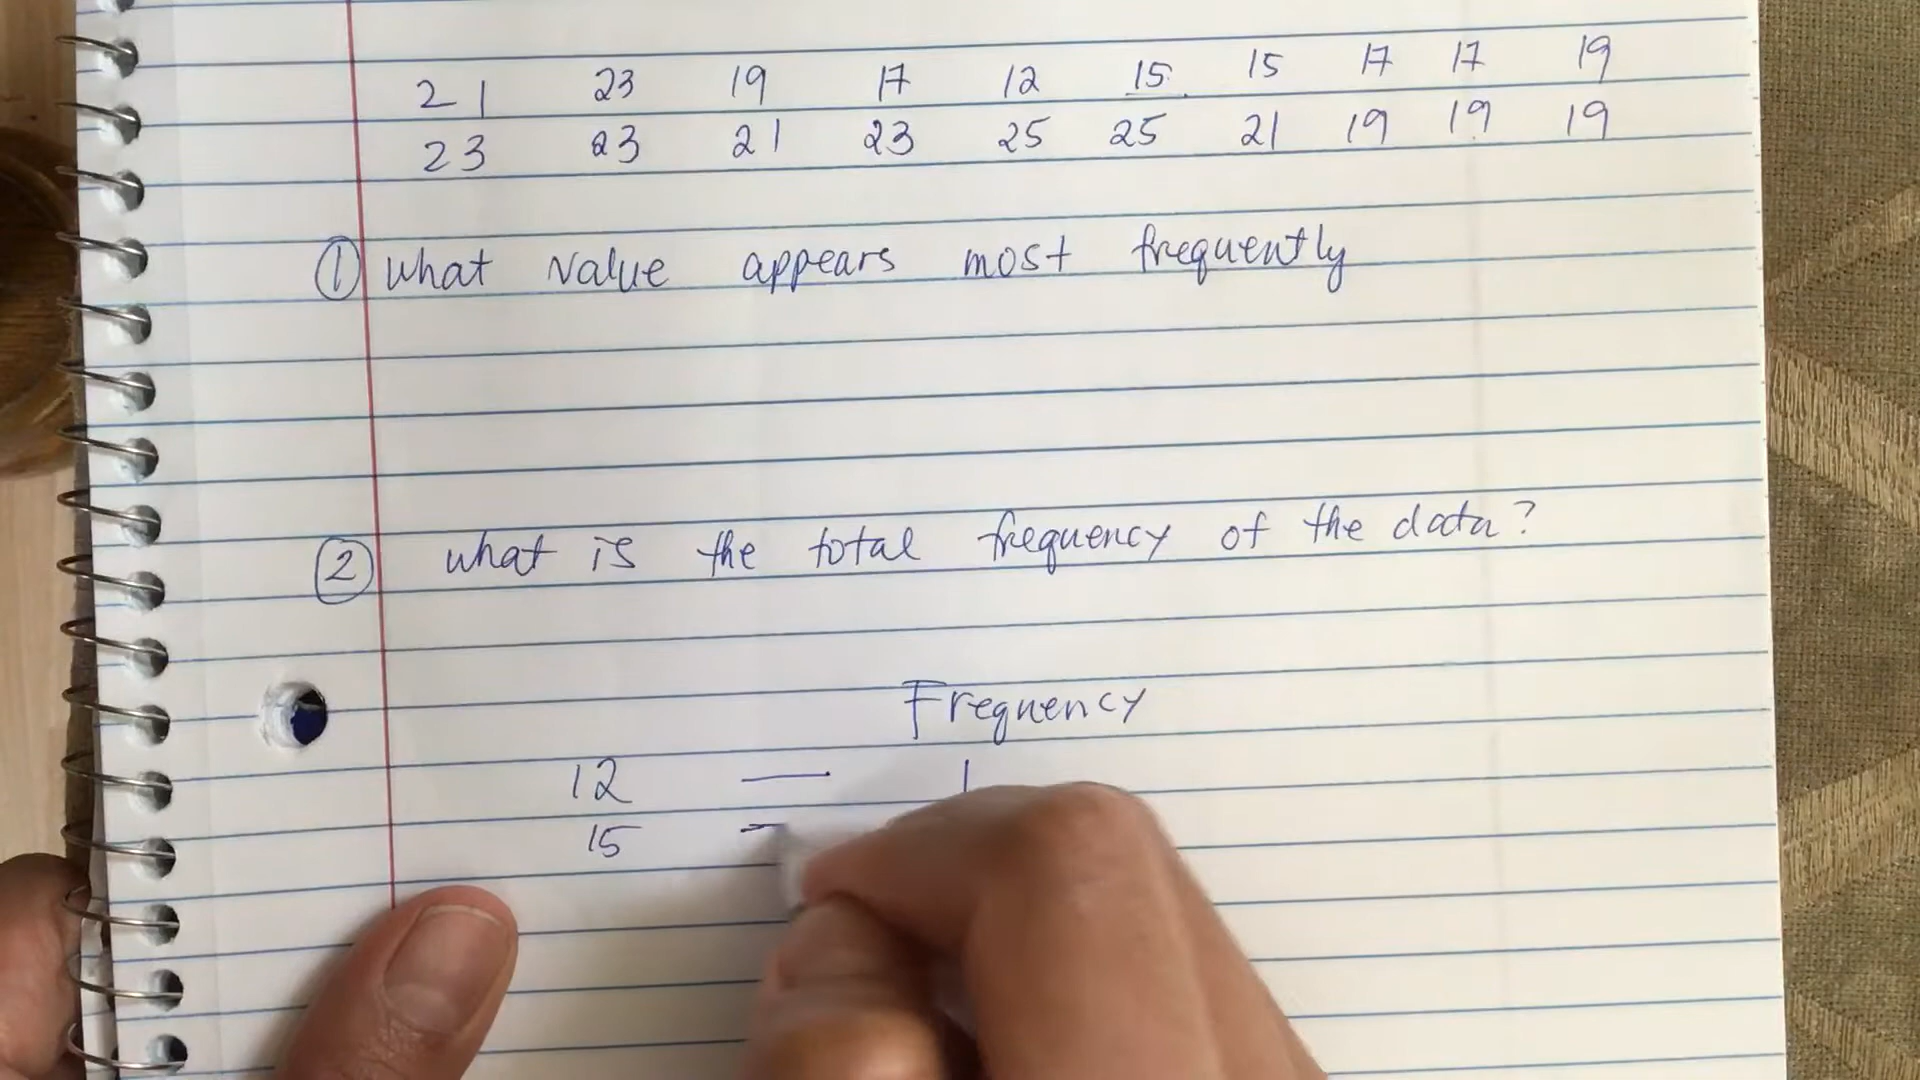 21 23 19 17 12 15 15 17 17 19
23 23 21 23 25 25 21 19 19 19
① What value appears most frequently
② what is the total frequency of the data?
Frequency
12 — 1
15 —